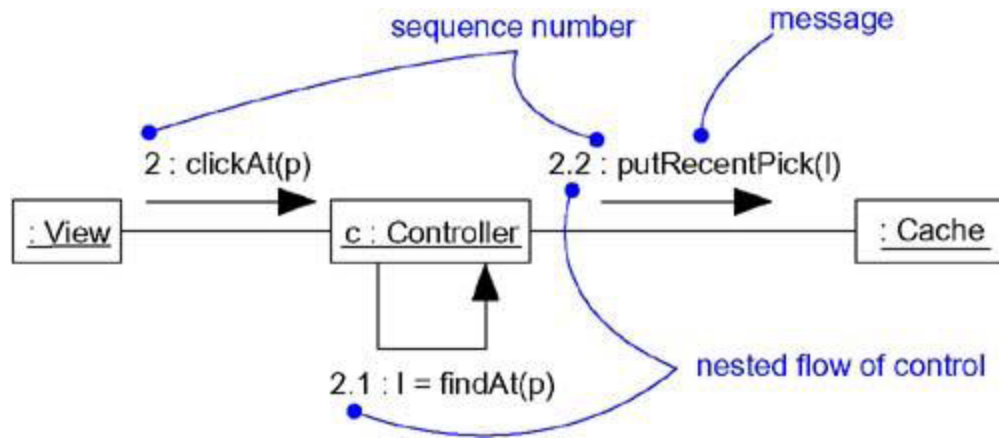 sequence number
message
2 : clickAt(p)
2.2 : putRecentPick(l)
: View
c : Controller
: Cache
2.1 : l = findAt(p)
nested flow of control